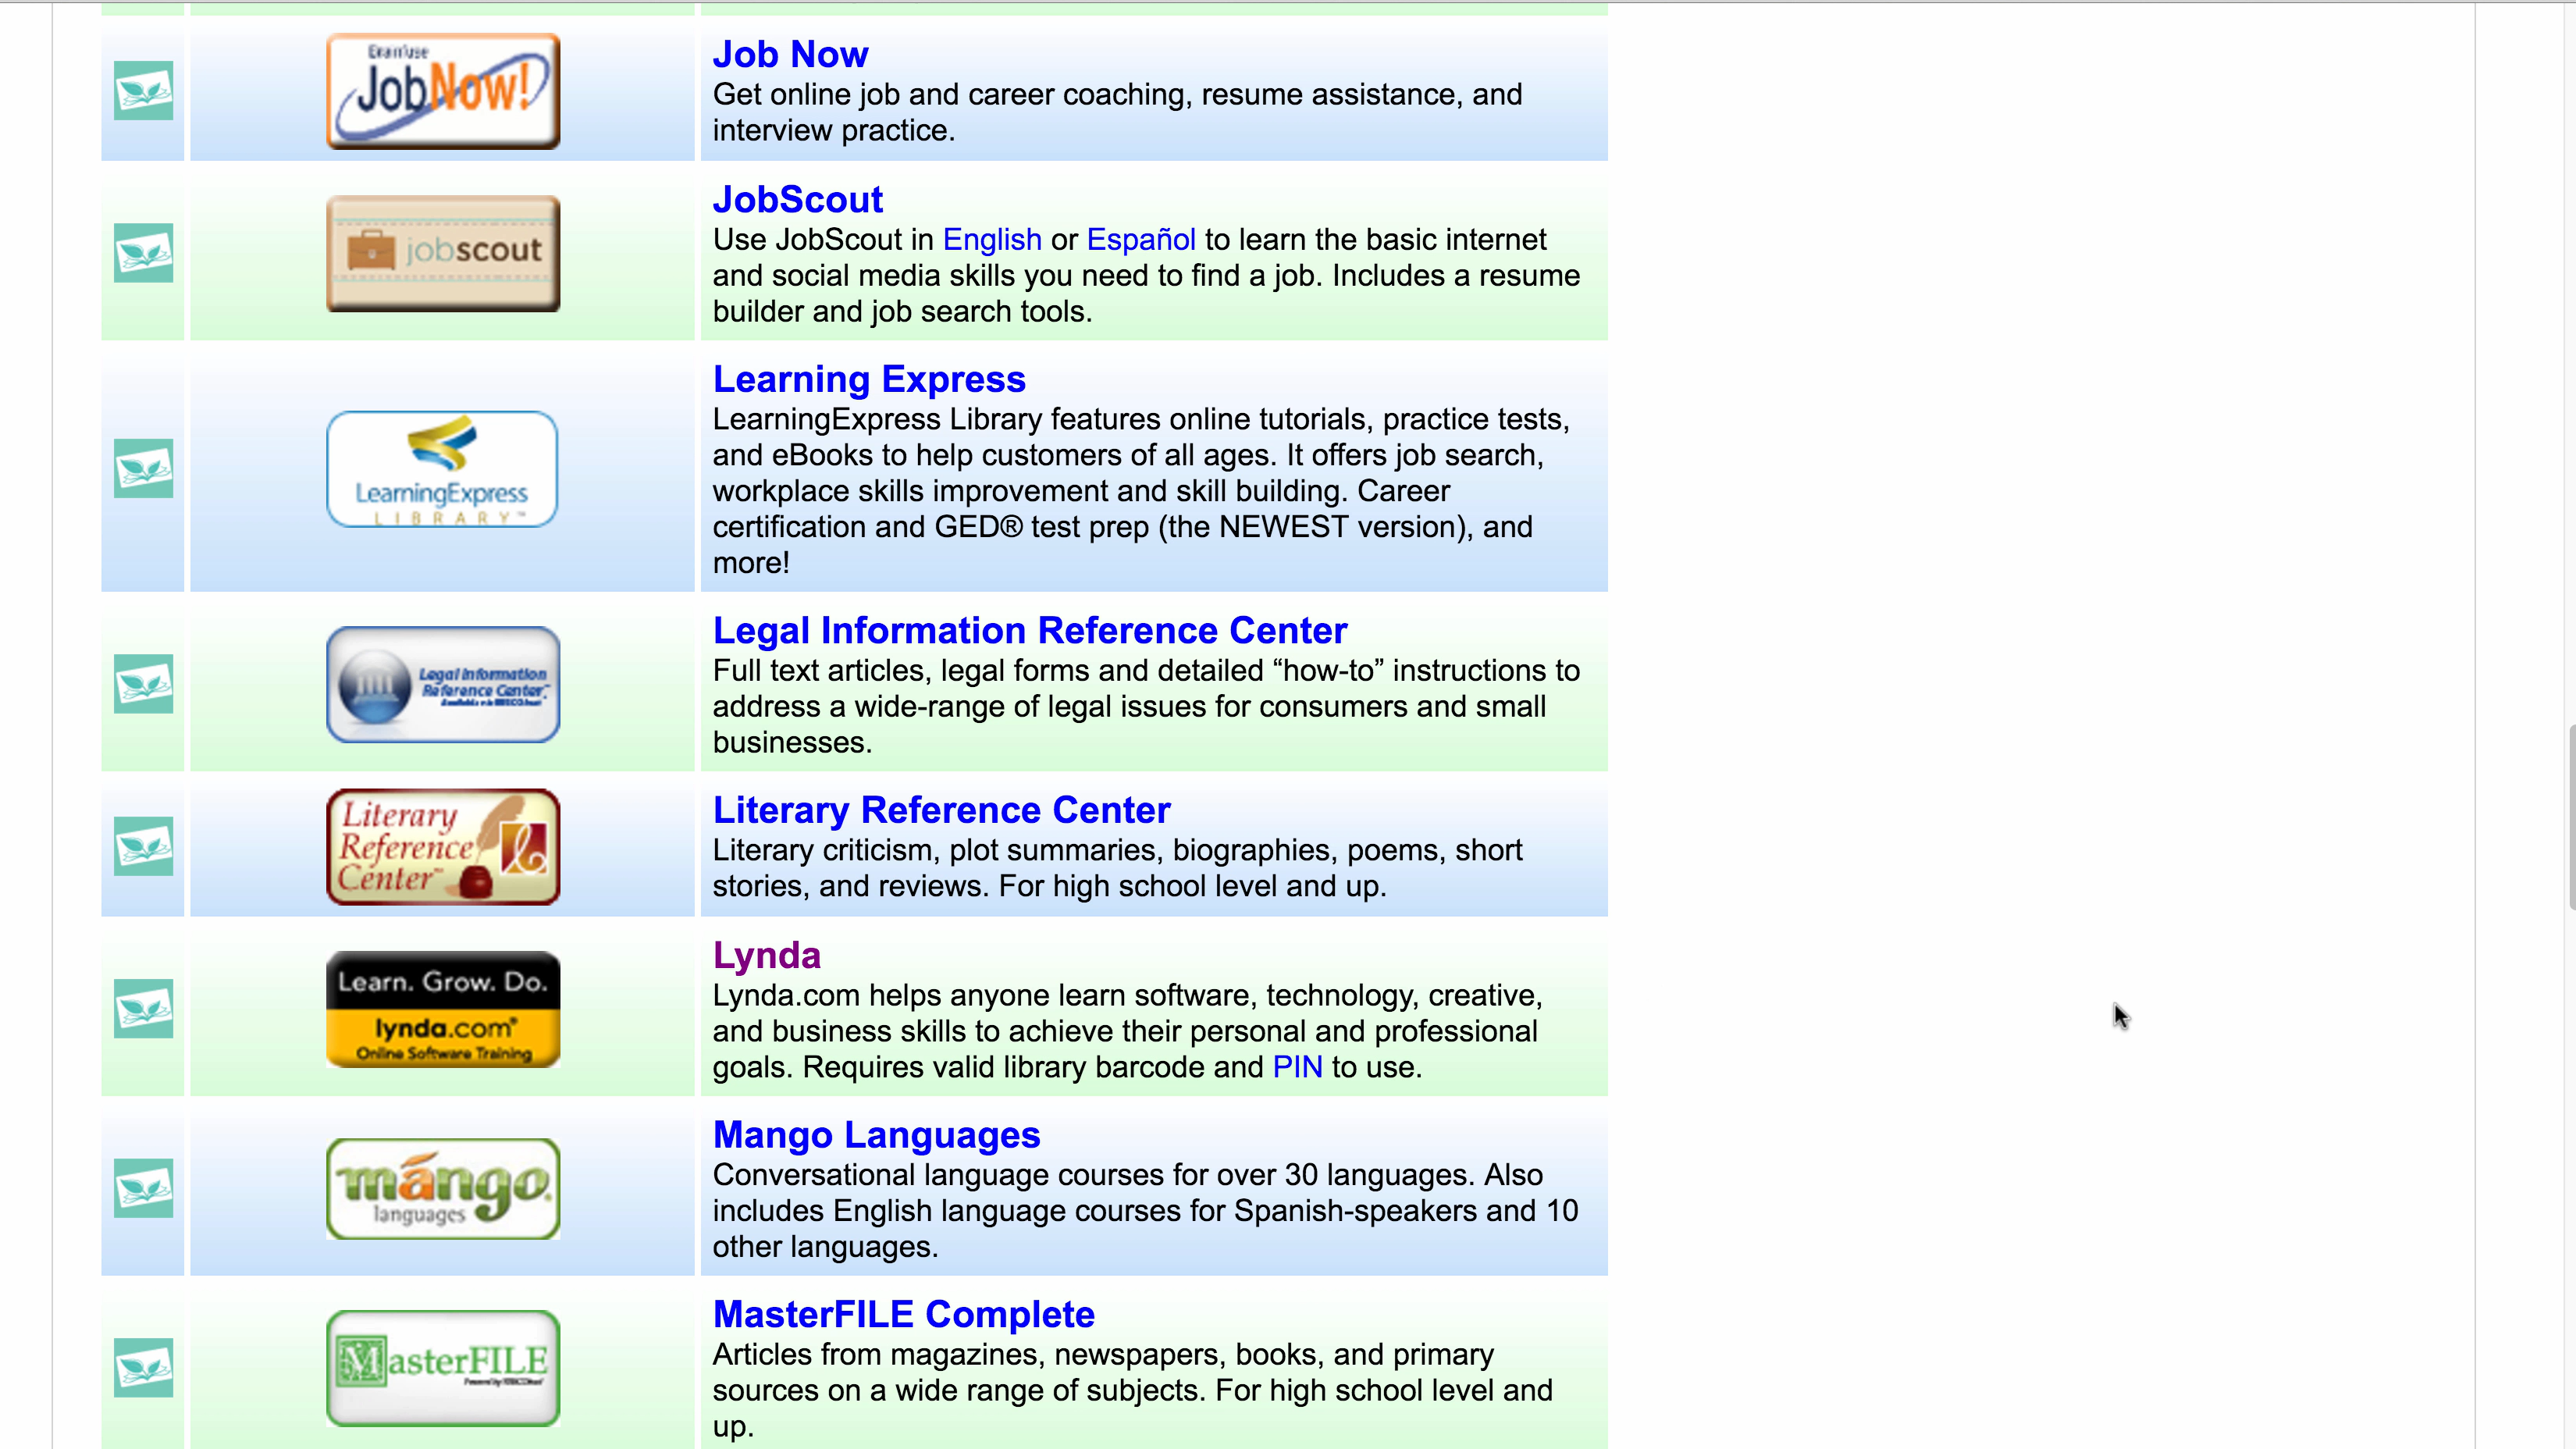 Job Now
Get online job and career coaching, resume assistance, and
interview practice.
JobNow!
JobScout
Use JobScout in English or Español to learn the basic internet
and social media skills you need to find a job. Includes a resume
builder and job search tools.
jobscout
Learning Express
LearningExpress Library features online tutorials, practice tests,
and eBooks to help customers of all ages. It offers job search,
workplace skills improvement and skill building. Career
certification and GED® test prep (the NEWEST version), and
more!
LearningExpress
LIBRARY™
Legal Information Reference Center
Full text articles, legal forms and detailed “how-to” instructions to
address a wide-range of legal issues for consumers and small
businesses.
Legal Information
Reference Center
Literary Reference Center
Literary criticism, plot summaries, biographies, poems, short
stories, and reviews. For high school level and up.
Literary
Reference
Center™
Lynda
Lynda.com helps anyone learn software, technology, creative,
and business skills to achieve their personal and professional
goals. Requires valid library barcode and PIN to use.
Learn. Grow. Do.
lynda.com®
Online Software Training
Mango Languages
Conversational language courses for over 30 languages. Also
includes English language courses for Spanish-speakers and 10
other languages.
mango
languages
MasterFILE Complete
Articles from magazines, newspapers, books, and primary
sources on a wide range of subjects. For high school level and
up.
MasterFILE